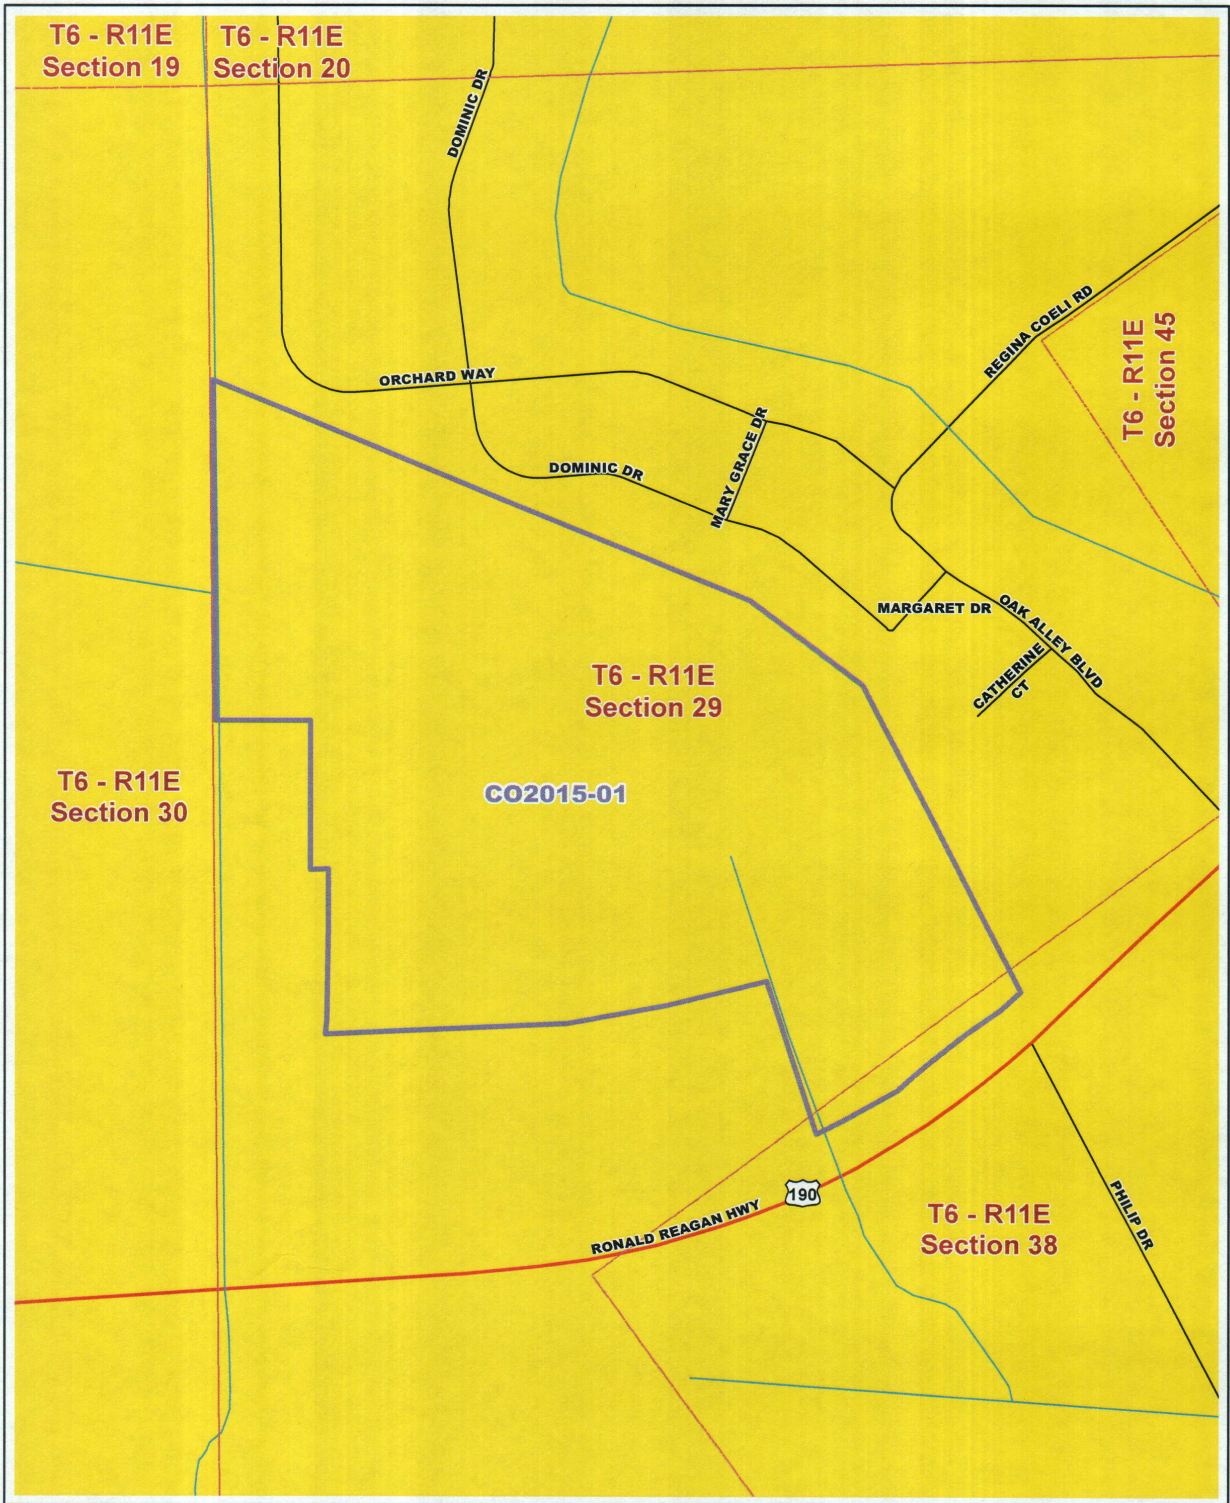 T6 - R11E
Section 19
T6 - R11E
Section 20
DOMINIC DR
REGINA COELI RD
T6 - R11E
Section 45
ORCHARD WAY
MARY GRACE DR
DOMINIC DR
MARGARET DR
OAK ALLEY BLVD
CATHERINE
CT
T6 - R11E
Section 29
T6 - R11E
Section 30
CO2015-01
190
RONALD REAGAN HWY
PHILIP DR
T6 - R11E
Section 38